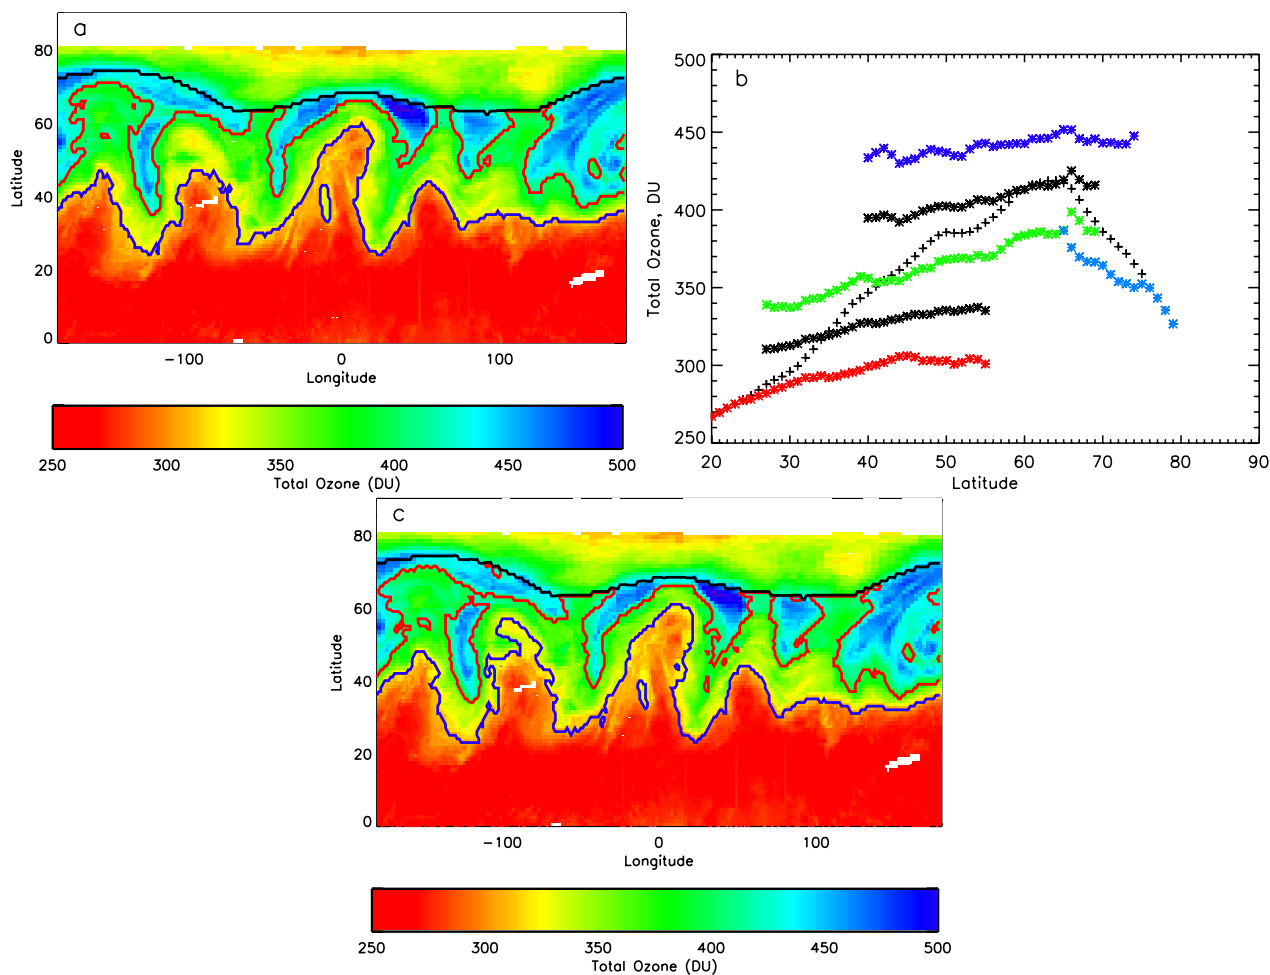 a
80
60
40
20
0
Latitude
−100 0 100
Longitude
250 300 350 400 450 500
Total Ozone (DU)
b
500
450
400
350
300
250
Total Ozone, DU
20 30 40 50 60 70 80 90
Latitude
c
80
60
40
20
0
Latitude
−100 0 100
Longitude
250 300 350 400 450 500
Total Ozone (DU)